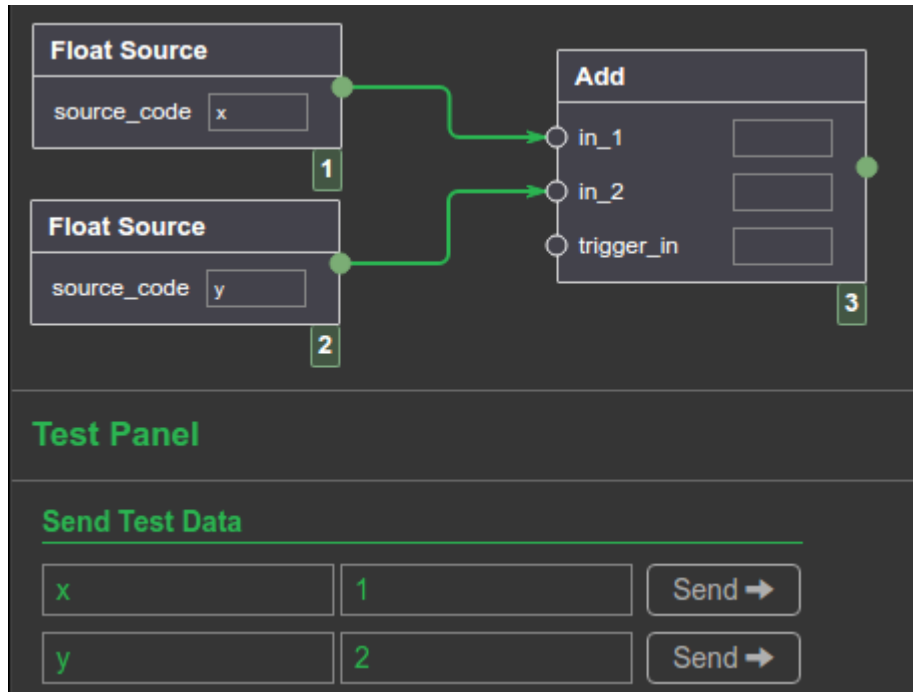 Float Source
source_code x
1
Float Source
source_code y
2
Add
in_1
in_2
trigger_in
3
Test Panel
Send Test Data
x 1 Send ➜
y 2 Send ➜